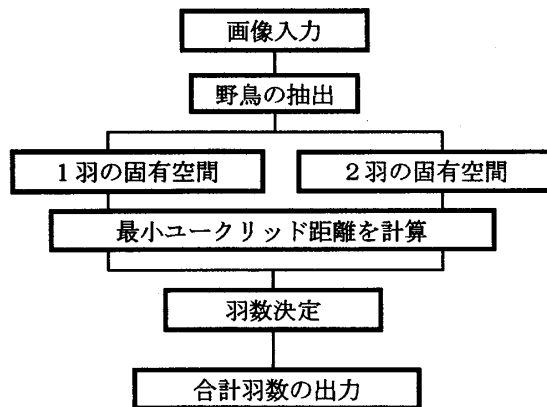 画像入力
野鳥の抽出
1羽の固有空間
2羽の固有空間
最小ユークリッド距離を計算
羽数決定
合計羽数の出力